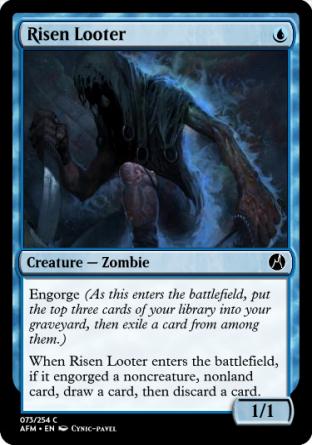 Risen Looter
Creature — Zombie
Engorge (As this enters the battlefield, put
the top three cards of your library into your
graveyard, then exile a card from among
them.)
When Risen Looter enters the battlefield,
if it engorged a noncreature, nonland
card, draw a card, then discard a card.
1/1
073/254 C
AFM • EN Cynic-Pavel